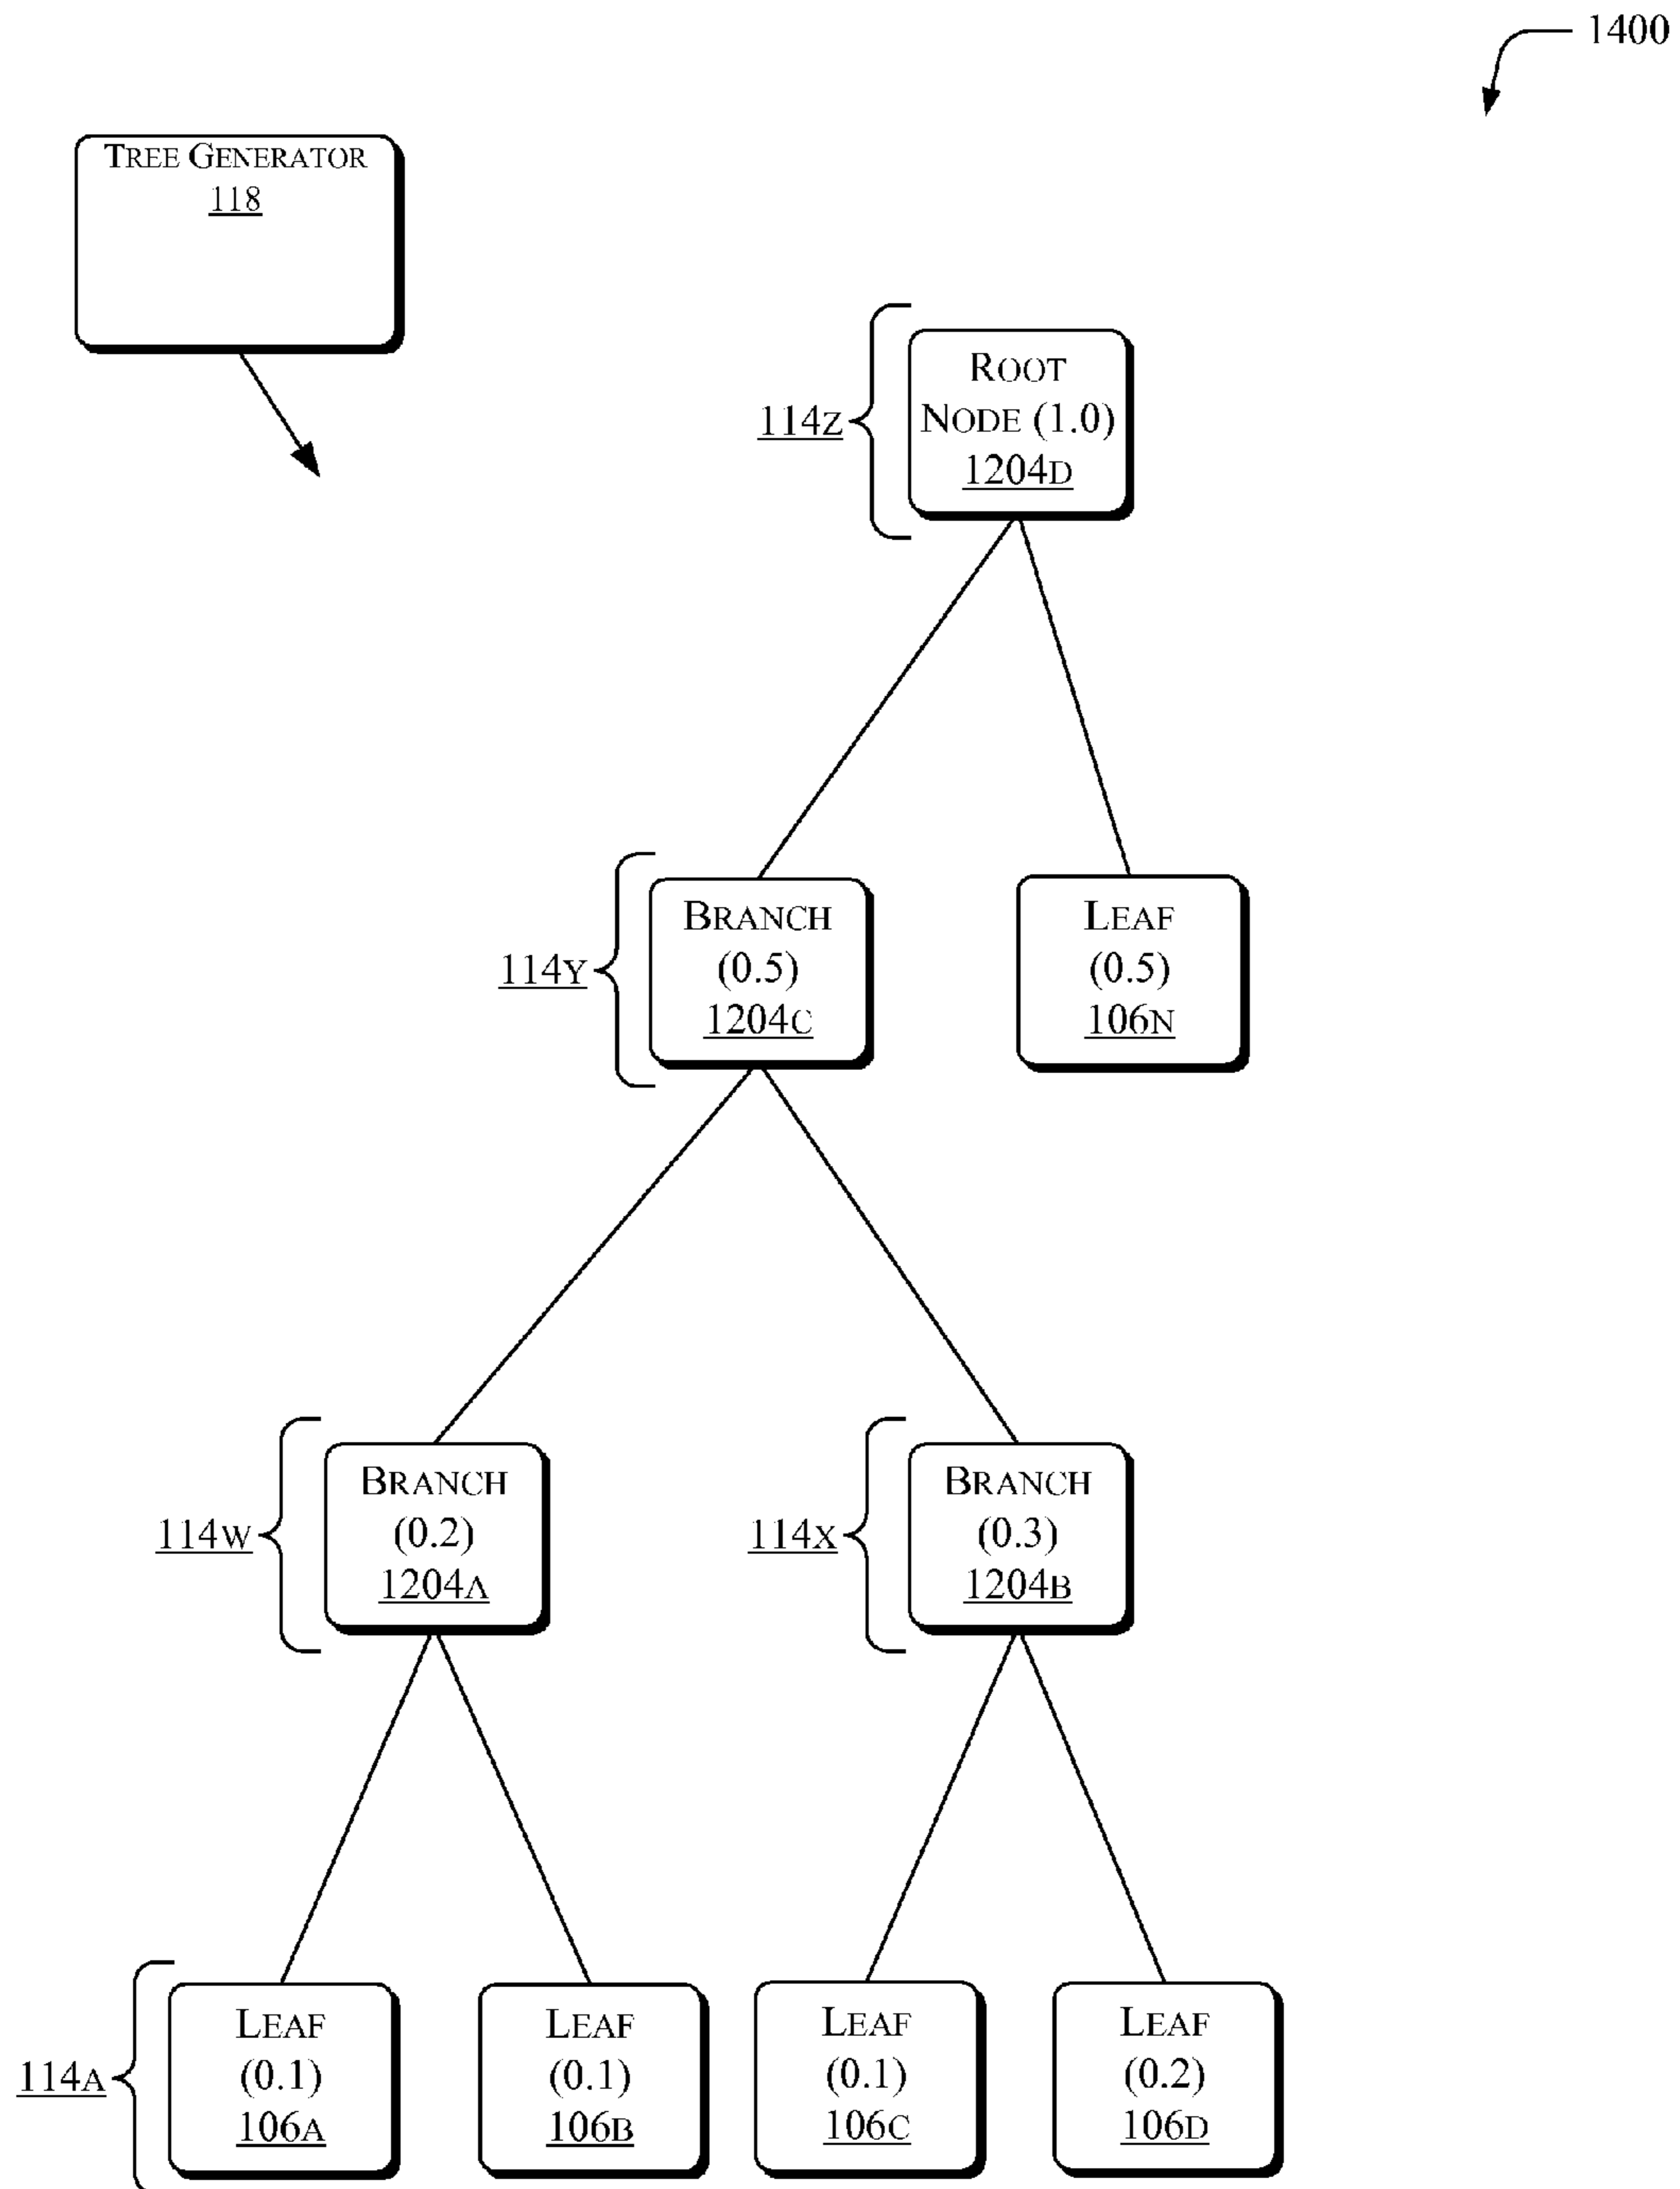 1400
TREE GENERATOR
118
ROOT
NODE (1.0)
1204D
114Z
BRANCH
(0.5)
1204C
114Y
LEAF
(0.5)
106N
BRANCH
(0.2)
1204A
114W
BRANCH
(0.3)
1204B
114X
LEAF
(0.1)
106A
114A
LEAF
(0.1)
106B
LEAF
(0.1)
106C
LEAF
(0.2)
106D